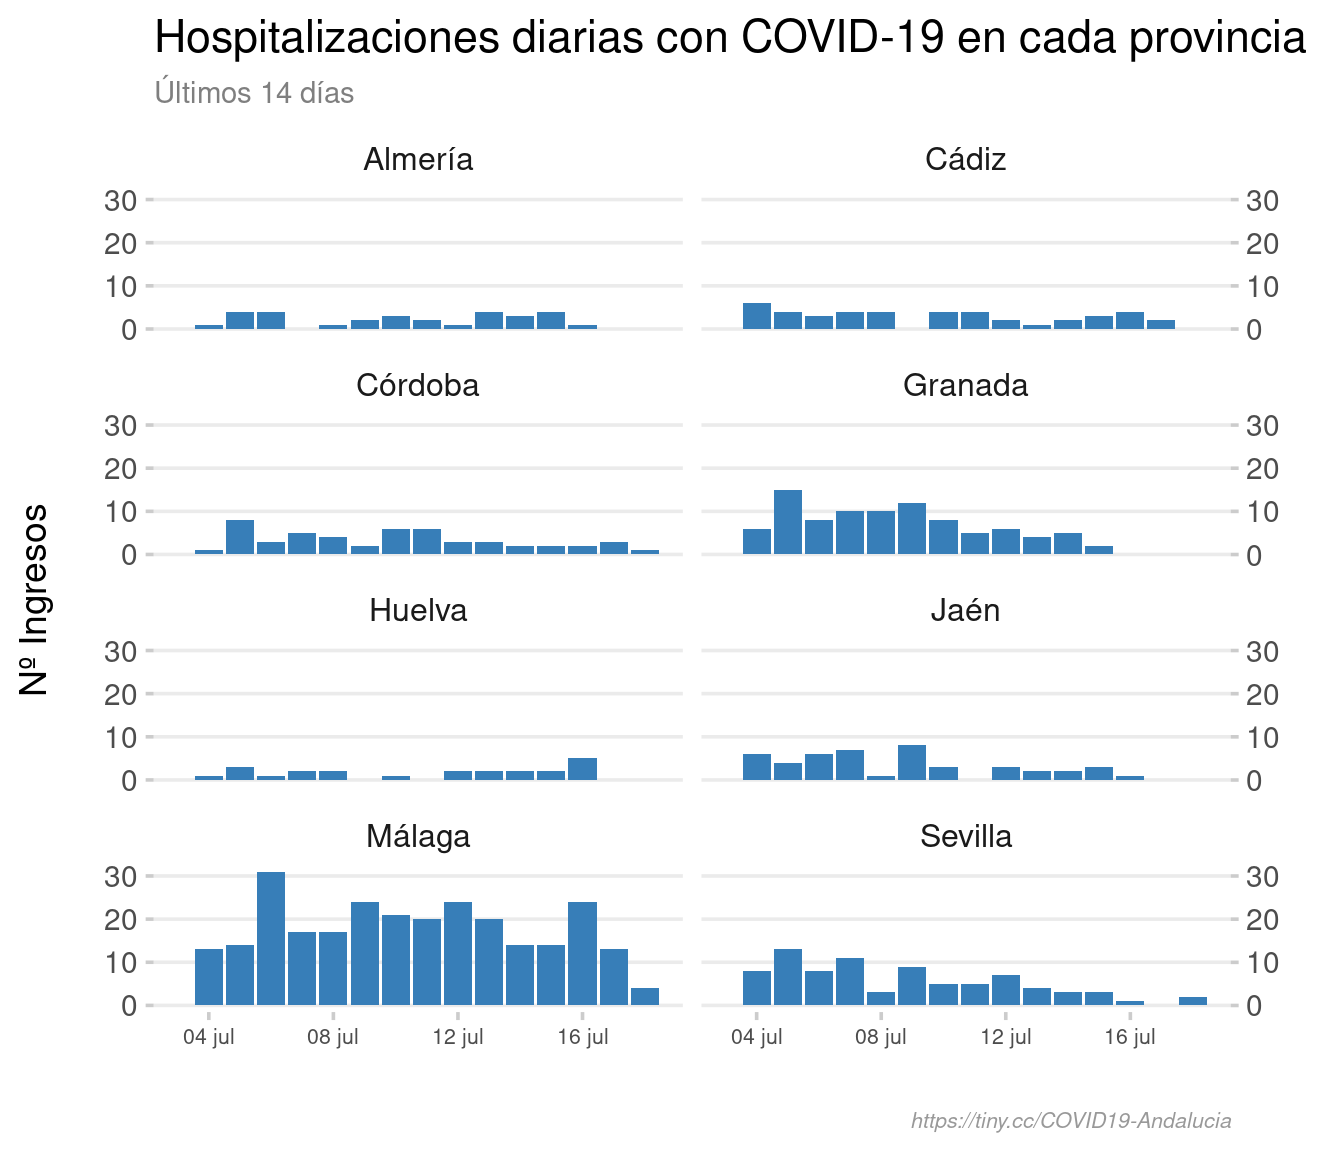 Hospitalizaciones diarias con COVID-19 en cada provincia
Últimos 14 días
Almería
Cádiz
30
20
10
0
30
20
10
0
Córdoba
Granada
30
20
10
0
30
20
10
0
Nº Ingresos
Huelva
Jaén
30
20
10
0
30
20
10
0
Málaga
Sevilla
30
20
10
0
30
20
10
0
04 jul 08 jul 12 jul 16 jul
04 jul 08 jul 12 jul 16 jul
https://tiny.cc/COVID19-Andalucia